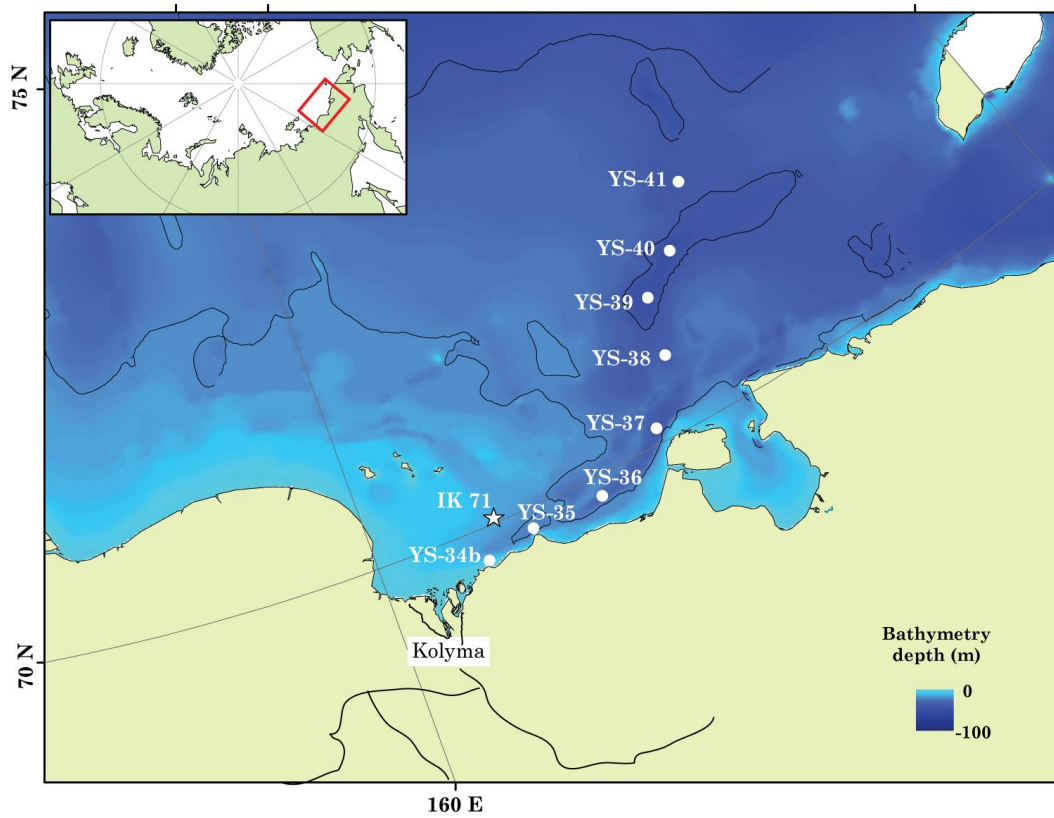 75 N
YS-41
YS-40
YS-39
YS-38
YS-37
YS-36
IK 71
YS-35
YS-34b
Kolyma
70 N
Bathymetry
depth (m)
0
-100
160 E